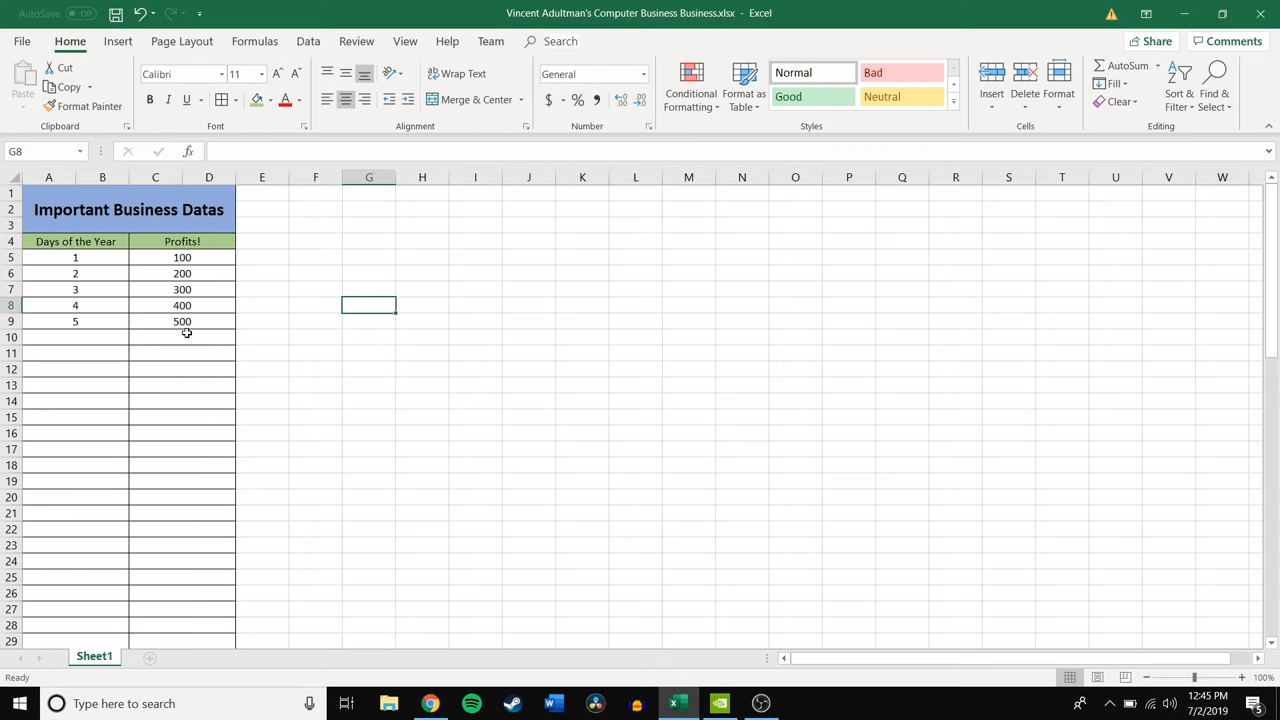 AutoSave Off
Vincent Adultman's Computer Business Business.xlsx - Excel
File Home Insert Page Layout Formulas Data Review View Help Team Search Share Comments
Paste
Cut
Copy
Format Painter
Clipboard
Calibri 11
A A
B I U A
Font
Wrap Text
Merge & Center
Alignment
General
$ % 9
Number
Conditional
Formatting
Format as
Table
Normal Bad
Good Neutral
Styles
Insert Delete Format
Cells
AutoSum
Fill
Clear
Sort &
Filter
Find &
Select
Editing
G8 fx
A B C D E F G H I J K L M N O P Q R S T U V W
1
2 Important Business Datas
3
4 Days of the Year Profits!
5 1 100
6 2 200
7 3 300
8 4 400
9 5 500
10
11
12
13
14
15
16
17
18
19
20
21
22
23
24
25
26
27
28
29
Sheet1
Ready 100%
Type here to search
12:45 PM
7/2/2019
5